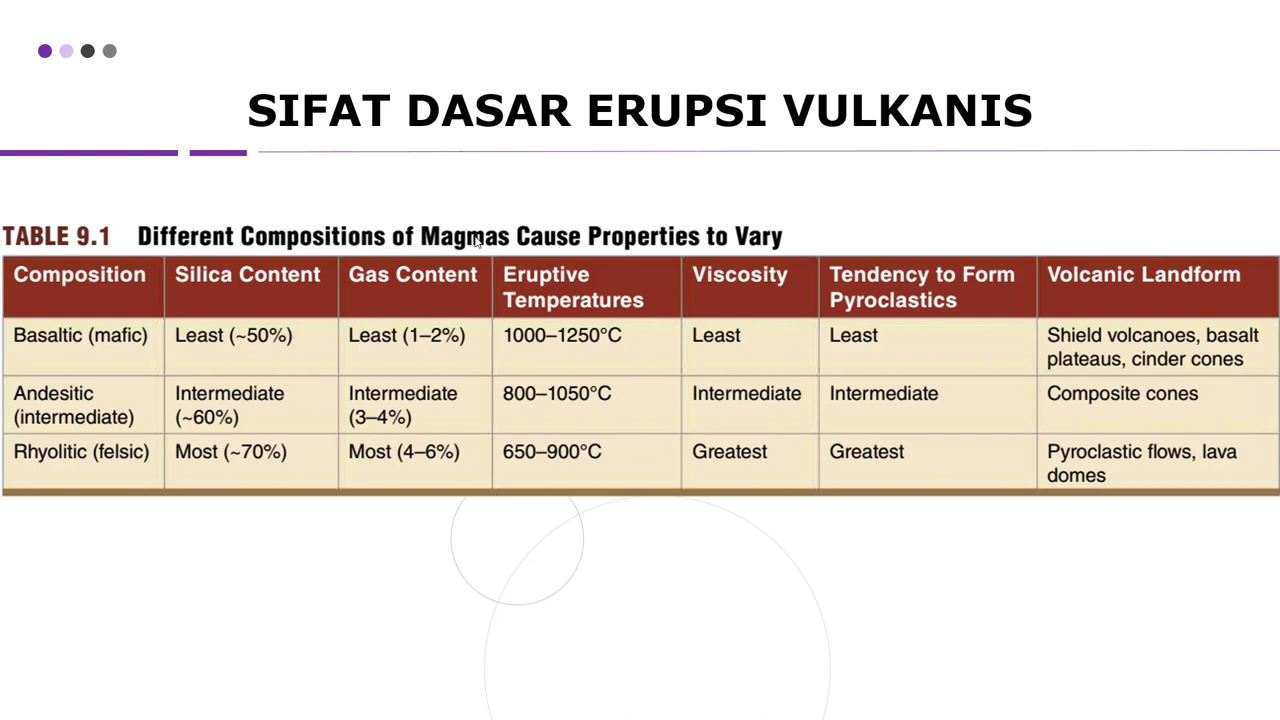 SIFAT DASAR ERUPSI VULKANIS
TABLE 9.1 Different Compositions of Magmas Cause Properties to Vary
Composition Silica Content Gas Content Eruptive Temperatures Viscosity Tendency to Form Pyroclastics Volcanic Landform
Basaltic (mafic) Least (~50%) Least (1–2%) 1000–1250°C Least Least Shield volcanoes, basalt plateaus, cinder cones
Andesitic (intermediate) Intermediate (~60%) Intermediate (3–4%) 800–1050°C Intermediate Intermediate Composite cones
Rhyolitic (felsic) Most (~70%) Most (4–6%) 650–900°C Greatest Greatest Pyroclastic flows, lava domes